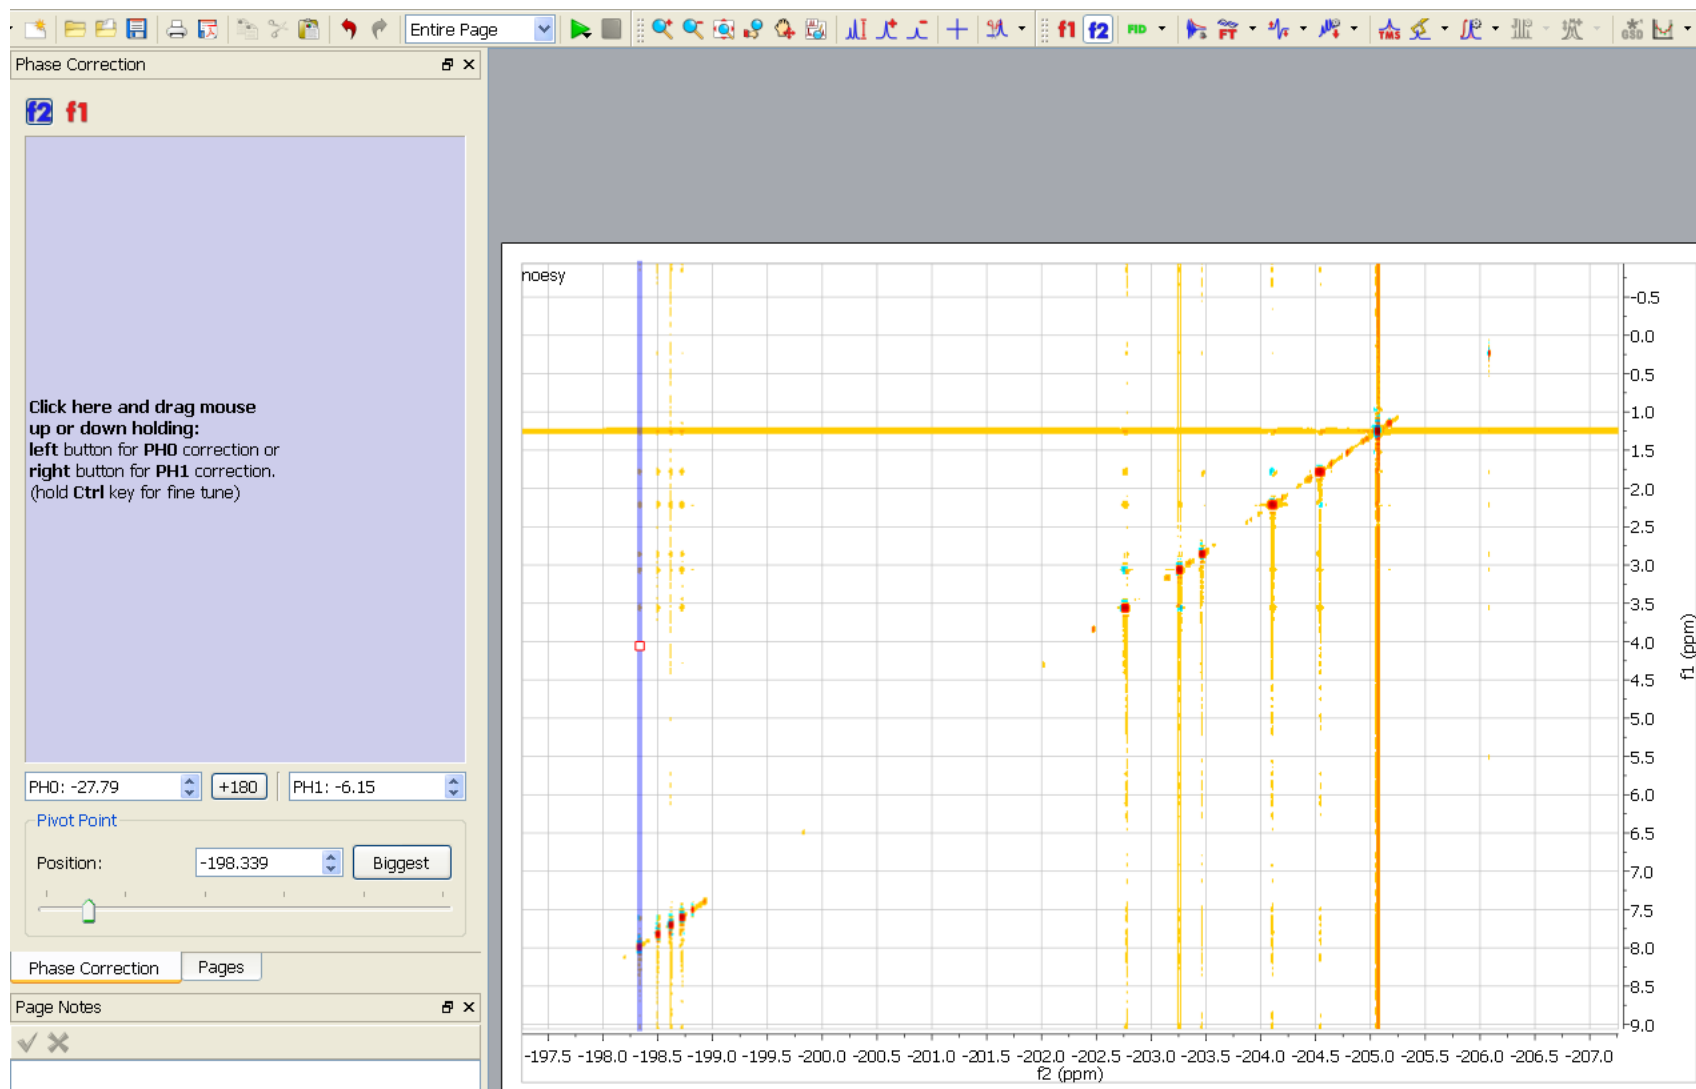 Entire Page
f1 f2 FID FT TMS GSD
Phase Correction
f2 f1
Click here and drag mouse
up or down holding:
left button for PH0 correction or
right button for PH1 correction.
(hold Ctrl key for fine tune)
PH0: -27.79 +180 PH1: -6.15
Pivot Point
Position: -198.339 Biggest
Phase Correction Pages
Page Notes
noesy
-0.5
0.0
0.5
1.0
1.5
2.0
2.5
3.0
3.5
4.0
4.5
5.0
5.5
6.0
6.5
7.0
7.5
8.0
8.5
9.0
f1 (ppm)
-197.5 -198.0 -198.5 -199.0 -199.5 -200.0 -200.5 -201.0 -201.5 -202.0 -202.5 -203.0 -203.5 -204.0 -204.5 -205.0 -205.5 -206.0 -206.5 -207.0
f2 (ppm)